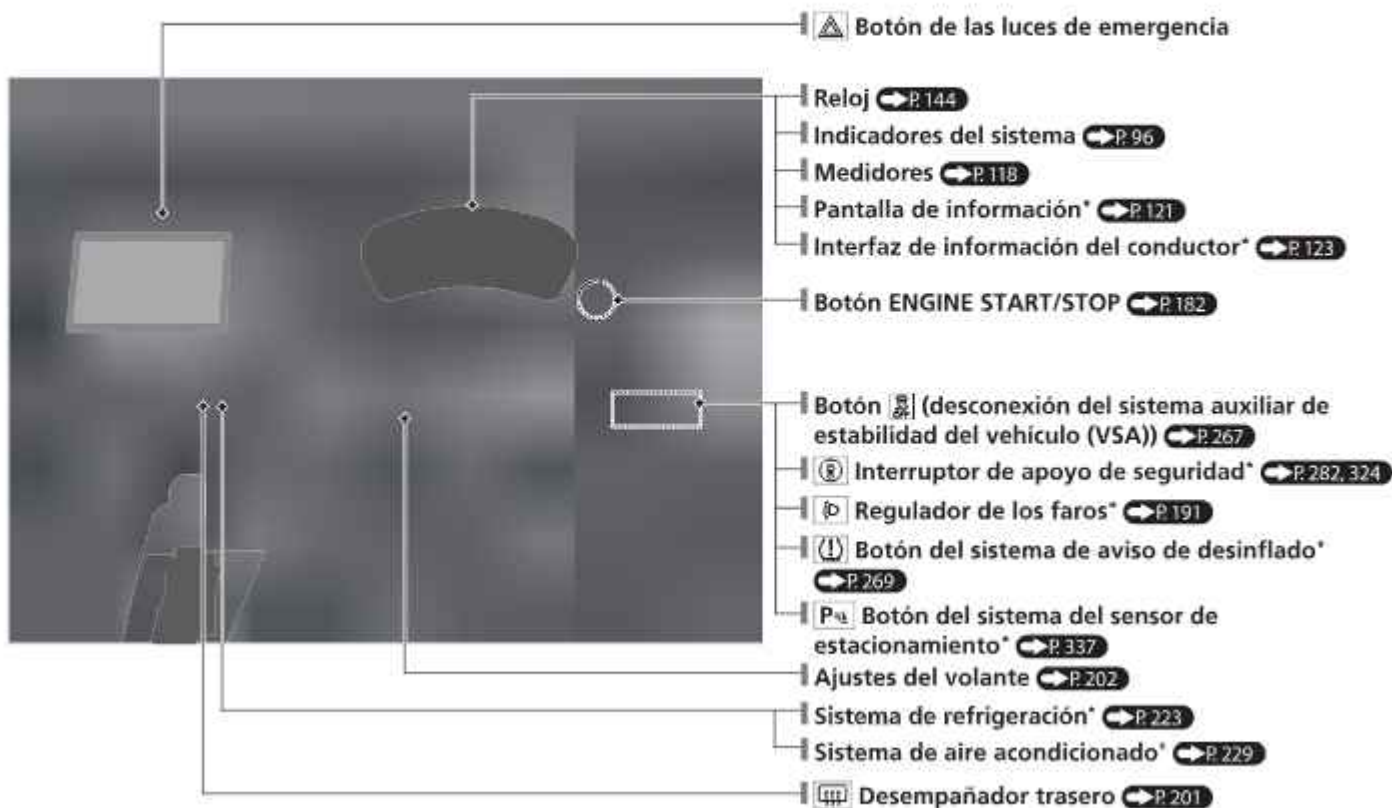 Botón de las luces de emergencia
Reloj P. 144
Indicadores del sistema P. 96
Medidores P. 118
Pantalla de información* P. 121
Interfaz de información del conductor* P. 123
Botón ENGINE START/STOP P. 182
Botón OFF (desconexión del sistema auxiliar de
estabilidad del vehículo (VSA)) P. 267
Interruptor de apoyo de seguridad* P. 282, 324
Regulador de los faros* P. 191
Botón del sistema de aviso de desinflado*
P. 269
P Botón del sistema del sensor de
estacionamiento* P. 337
Ajustes del volante P. 202
Sistema de refrigeración* P. 223
Sistema de aire acondicionado* P. 229
Desempañador trasero P. 201